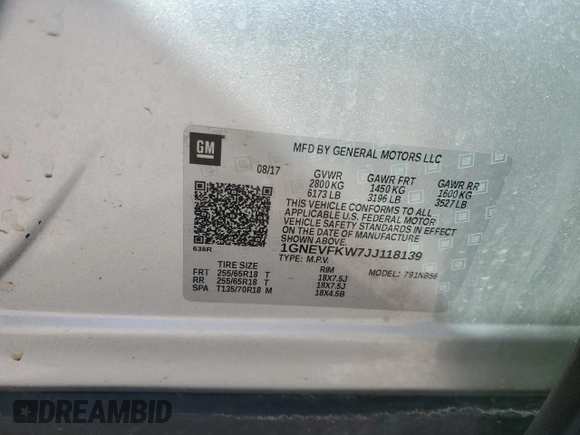 GM
MFD BY GENERAL MOTORS LLC
08/17
GVWR GAWR FRT GAWR RR
2800 KG 1450 KG 1600 KG
6173 LB 3196 LB 3527 LB
THIS VEHICLE CONFORMS TO ALL
APPLICABLE U.S. FEDERAL MOTOR
VEHICLE SAFETY STANDARDS IN EFFECT
ON THE DATE OF MANUFACTURE
SHOWN ABOVE.
636R
1GNEVFKW7JJ118139
TYPE: M.P.V. MODEL: 791NB56
TIRE SIZE RIM
FRT 255/65R18 T 18X7.5J
RR 255/65R18 T 18X7.5J
SPA T135/70R18 M 18X4.5B
DREAMBID